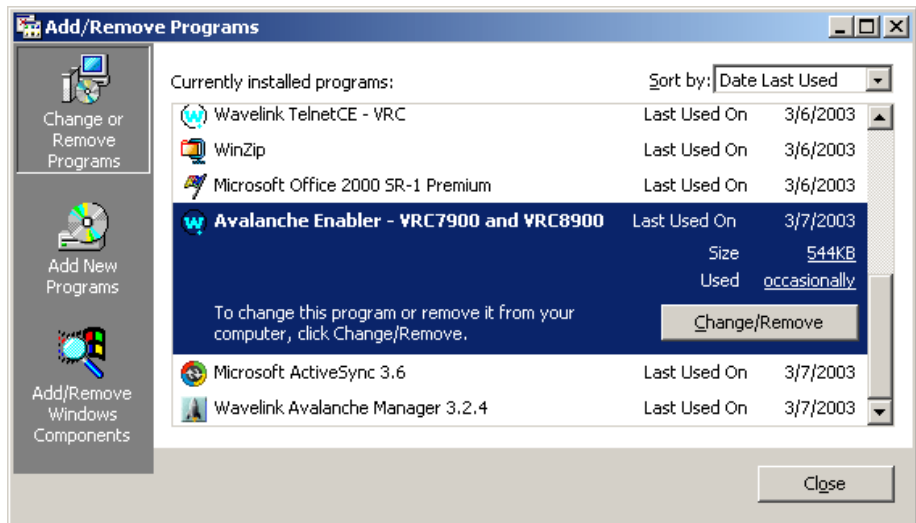 Add/Remove Programs
Change or
Remove
Programs
Add New
Programs
Add/Remove
Windows
Components
Currently installed programs:
Sort by: Date Last Used
Wavelink TelnetCE - VRC Last Used On 3/6/2003
WinZip Last Used On 3/6/2003
Microsoft Office 2000 SR-1 Premium Last Used On 3/6/2003
Avalanche Enabler - VRC7900 and VRC8900 Last Used On 3/7/2003
Size 544KB
Used occasionally
To change this program or remove it from your
computer, click Change/Remove.
Change/Remove
Microsoft ActiveSync 3.6 Last Used On 3/7/2003
Wavelink Avalanche Manager 3.2.4 Last Used On 3/7/2003
Close